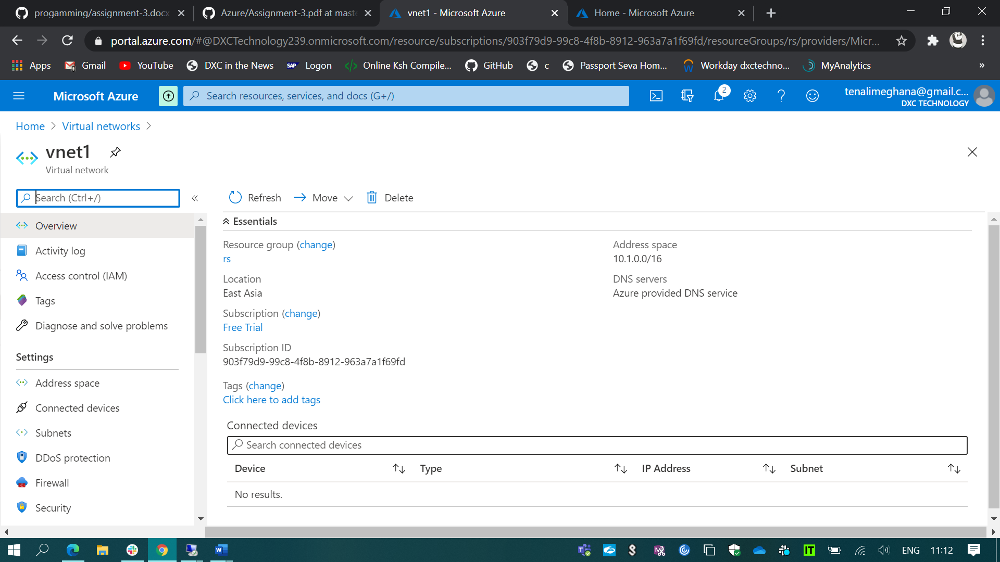 progamming/assignment-3.docx
Azure/Assignment-3.pdf at maste
vnet1 - Microsoft Azure
Home - Microsoft Azure
portal.azure.com/#@DXCTechnology239.onmicrosoft.com/resource/subscriptions/903f79d9-99c8-4f8b-8912-963a7a1f69fd/resourceGroups/rs/providers/Micr...
Apps
Gmail
YouTube
DXC in the News
SAP
Logon
Online Ksh Compile...
GitHub
c
Passport Seva Hom...
Workday dxctechno...
MyAnalytics
»
Microsoft Azure
Search resources, services, and docs (G+/)
2
tenalimeghana@gmail.c...
DXC TECHNOLOGY
Home > Virtual networks >
vnet1
Virtual network
Search (Ctrl+/)
«
Refresh
Move
Delete
Overview
Activity log
Access control (IAM)
Tags
Diagnose and solve problems
Settings
Address space
Connected devices
Subnets
DDoS protection
Firewall
Security
Essentials
Resource group (change)
rs
Location
East Asia
Subscription (change)
Free Trial
Subscription ID
903f79d9-99c8-4f8b-8912-963a7a1f69fd
Tags (change)
Click here to add tags
Address space
10.1.0.0/16
DNS servers
Azure provided DNS service
Connected devices
Search connected devices
Device
Type
IP Address
Subnet
No results.
ENG
11:12